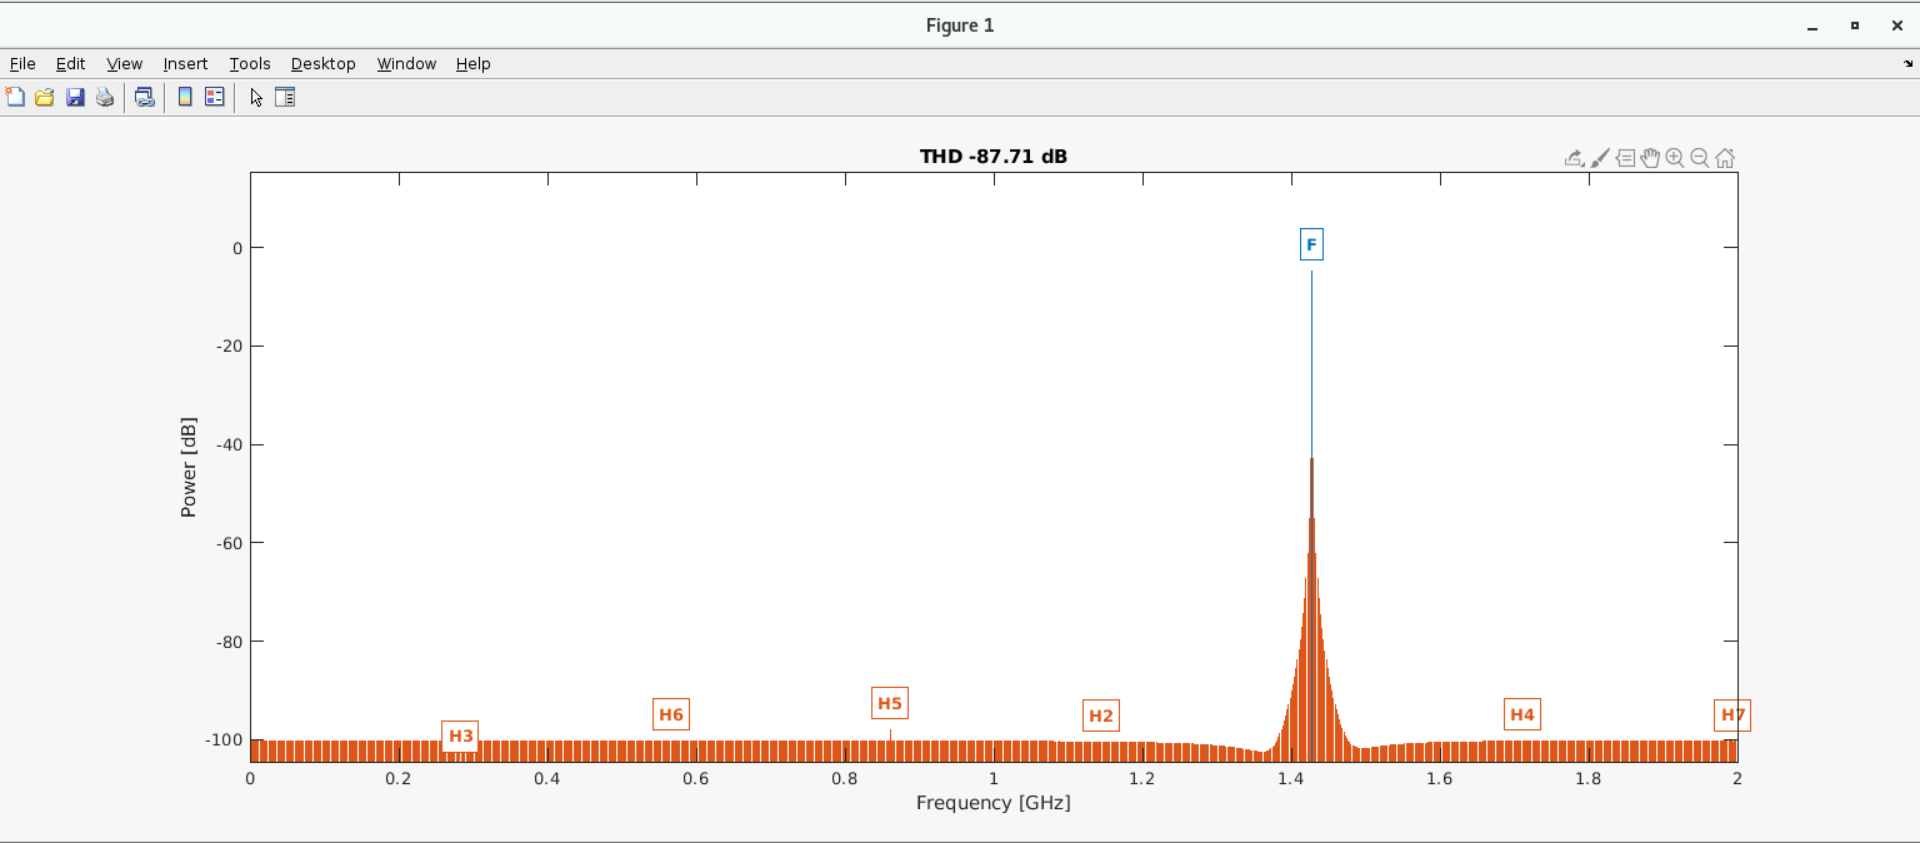 Figure 1
File Edit View Insert Tools Desktop Window Help
THD -87.71 dB
F
0
-20
-40
-60
-80
-100
Power [dB]
H3 H6 H5 H2 H4 H7
0 0.2 0.4 0.6 0.8 1 1.2 1.4 1.6 1.8 2
Frequency [GHz]